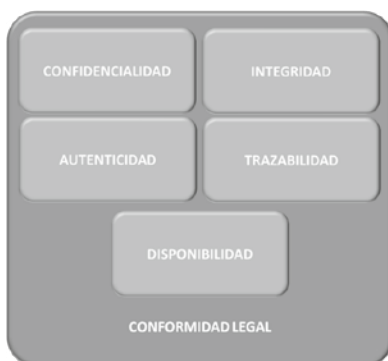 CONFIDENCIALIDAD
INTEGRIDAD
AUTENTICIDAD
TRAZABILIDAD
DISPONIBILIDAD
CONFORMIDAD LEGAL